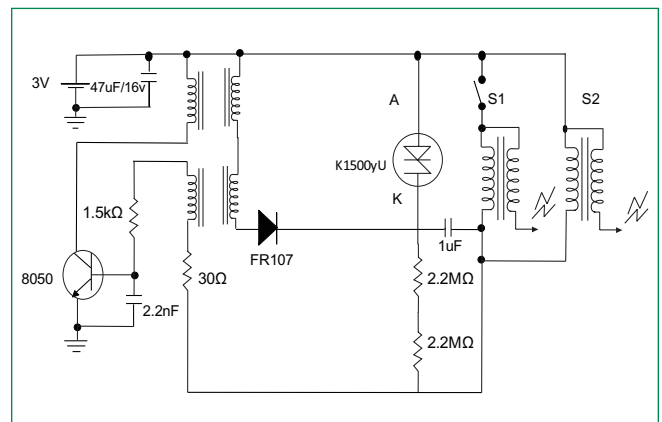 3V
47uF/16v
A
S1
S2
K1500yU
K
1.5kΩ
1uF
FR107
8050
30Ω
2.2MΩ
2.2nF
2.2MΩ